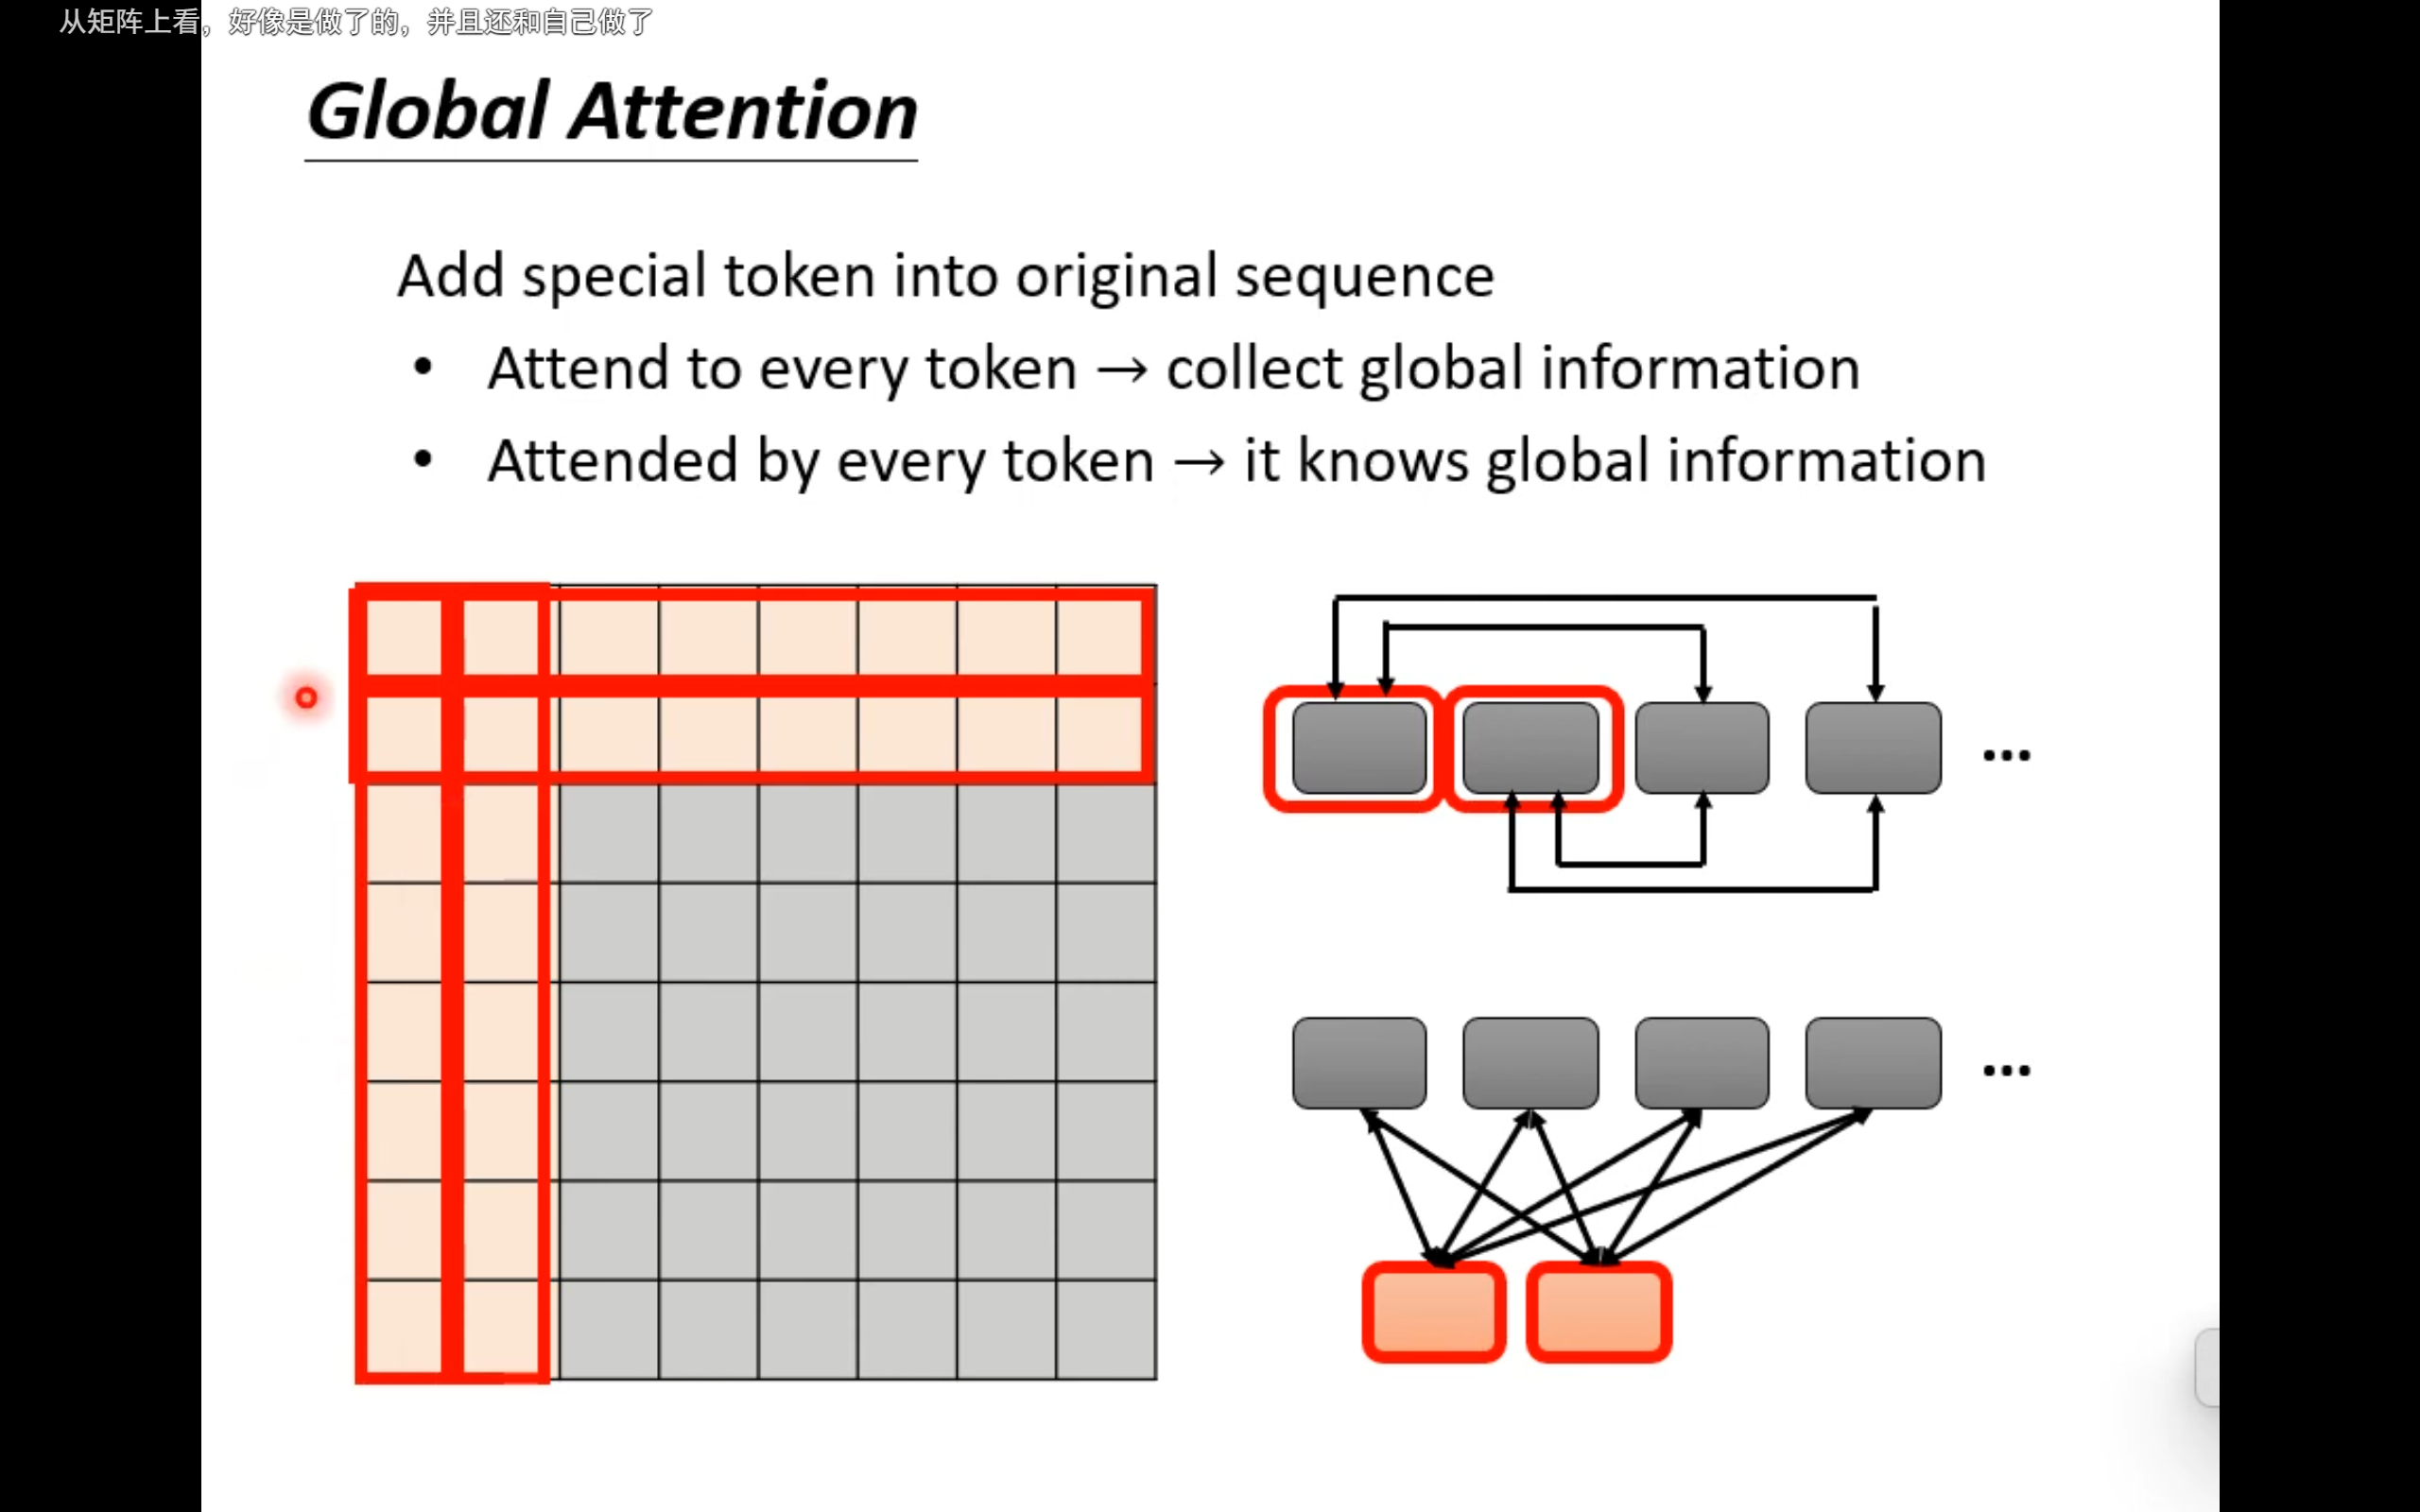 从矩阵上看，好像是做了的，并且还和自己做了
Global Attention
Add special token into original sequence
• Attend to every token → collect global information
• Attended by every token → it knows global information
...
...